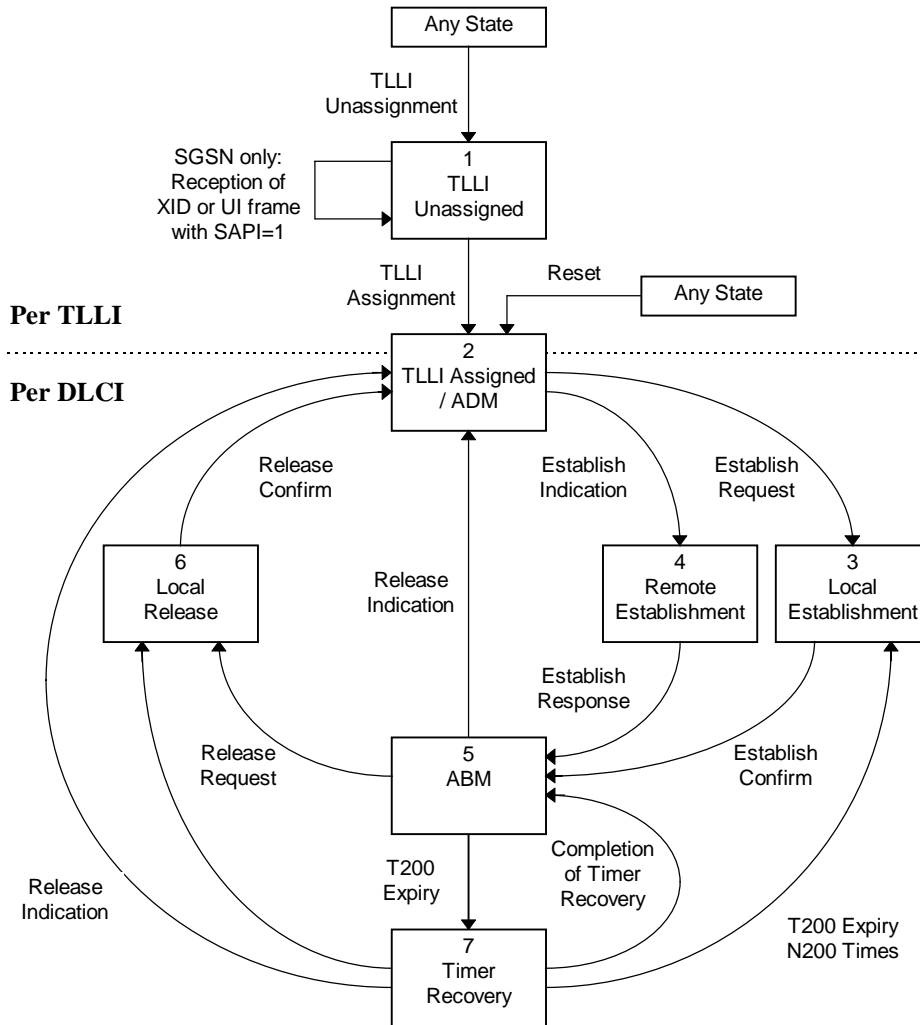 Any State
TLLI
Unassignment
SGSN only:
Reception of
XID or UI frame
with SAPI=1
1
TLLI
Unassigned
TLLI
Assignment
Reset
Any State
Per TLLI
Per DLCI
2
TLLI Assigned
/ ADM
Release
Confirm
Establish
Indication
Establish
Request
6
Local
Release
Release
Indication
4
Remote
Establishment
3
Local
Establishment
Establish
Response
Release
Request
5
ABM
Establish
Confirm
T200
Expiry
Completion
of Timer
Recovery
Release
Indication
T200 Expiry
N200 Times
7
Timer
Recovery